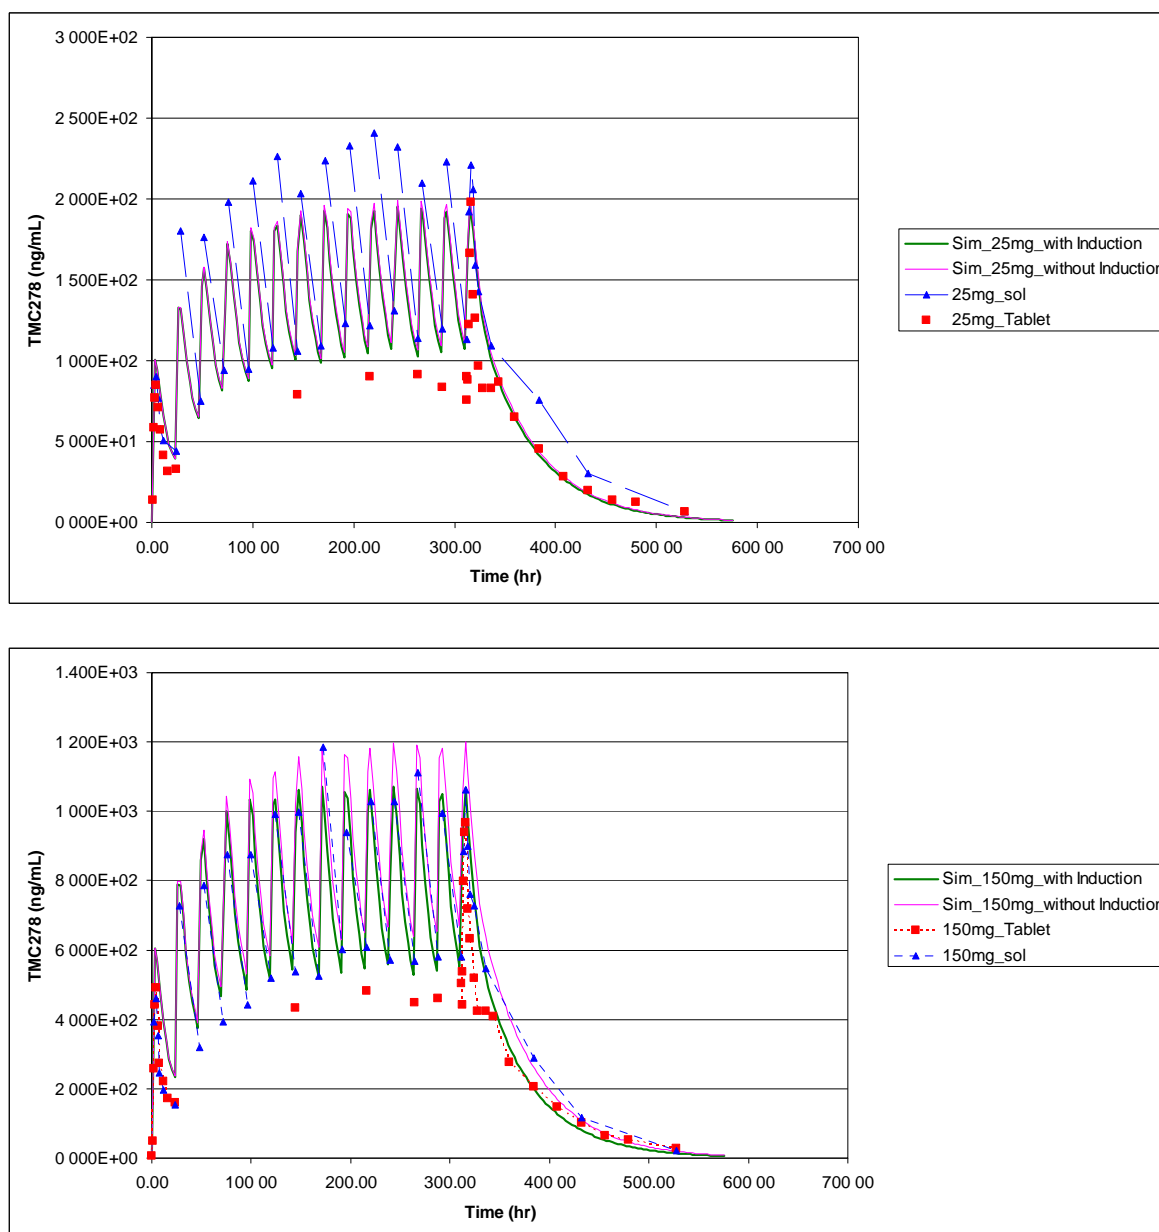 3 000E+02
2 500E+02
2 000E+02
1 500E+02
1 000E+02
5 000E+01
0 000E+00
TMC278 (ng/mL)
0.00 100 00 200.00 300.00 400.00 500.00 600 00 700 00
Time (hr)
Sim_25mg_with Induction
Sim_25mg_without Induction
25mg_sol
25mg_Tablet
1.400E+03
1 200E+03
1 000E+03
8 000E+02
6 000E+02
4 000E+02
2 000E+02
0 000E+00
TMC278 (ng/mL)
0.00 100 00 200 00 300.00 400.00 500.00 600 00 700 00
Time (hr)
Sim_150mg_with Induction
Sim_150mg_without Induction
150mg_Tablet
150mg_sol